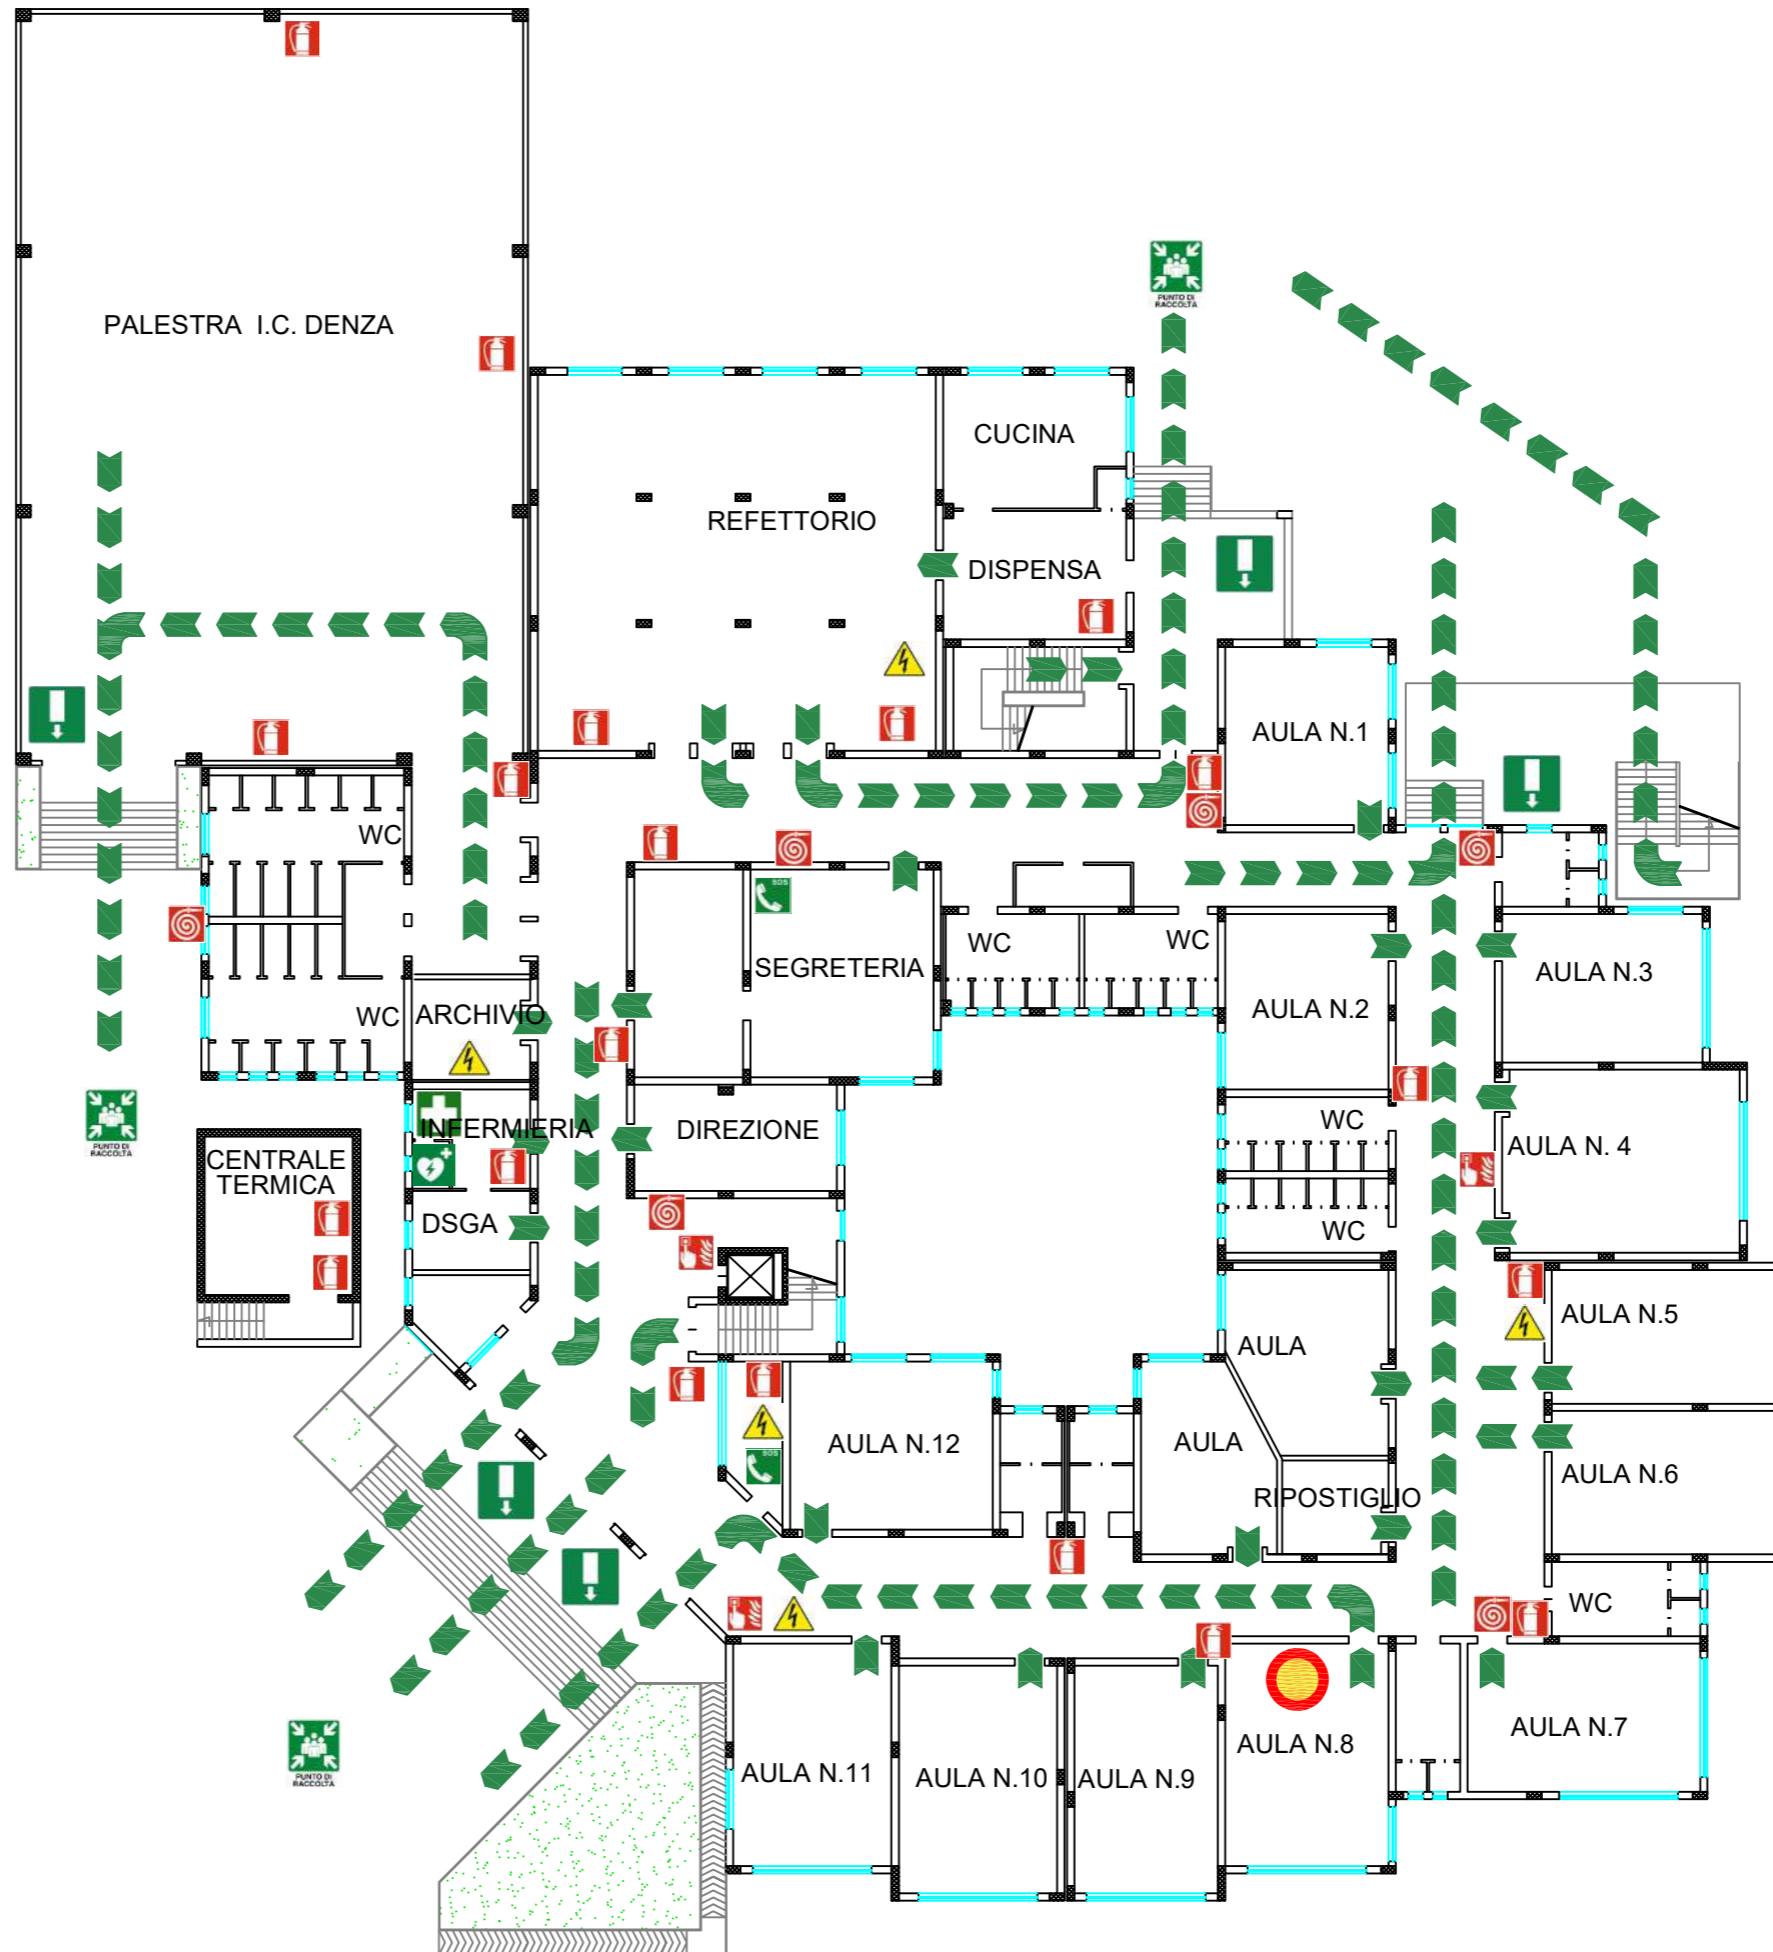 PUNTO DI
RACCOLTA
PALESTRA I.C. DENZA
CUCINA
REFETTORIO
DISPENSA
AULA N.1
WC
SOS
SEGRETERIA
WC
WC
AULA N.3
AULA N.2
WC
ARCHIVIO
PUNTO DI
RACCOLTA
INFERMIERIA
DIREZIONE
WC
AULA N. 4
CENTRALE
TERMICA
DSGA
WC
AULA N.5
AULA
AULA N.12
AULA
SOS
AULA N.6
RIPOSTIGLIO
WC
AULA N.7
AULA N.8
PUNTO DI
RACCOLTA
AULA N.11
AULA N.10
AULA N.9